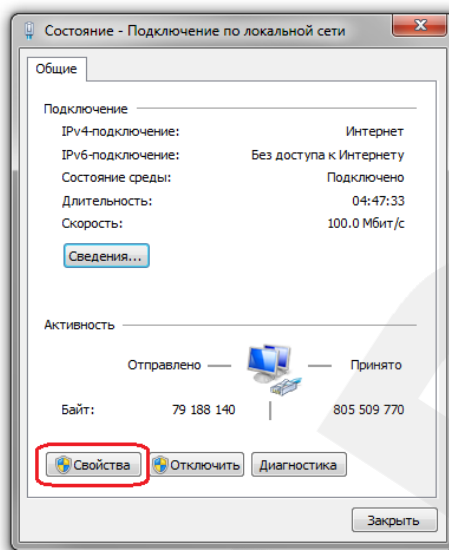 Состояние - Подключение по локальной сети
Общие
Подключение
IPv4-подключение: Интернет
IPv6-подключение: Без доступа к Интернету
Состояние среды: Подключено
Длительность: 04:47:33
Скорость: 100.0 Мбит/с
Сведения...
Активность
Отправлено — — Принято
Байт: 79 188 140 | 805 509 770
Свойства Отключить Диагностика
Закрыть